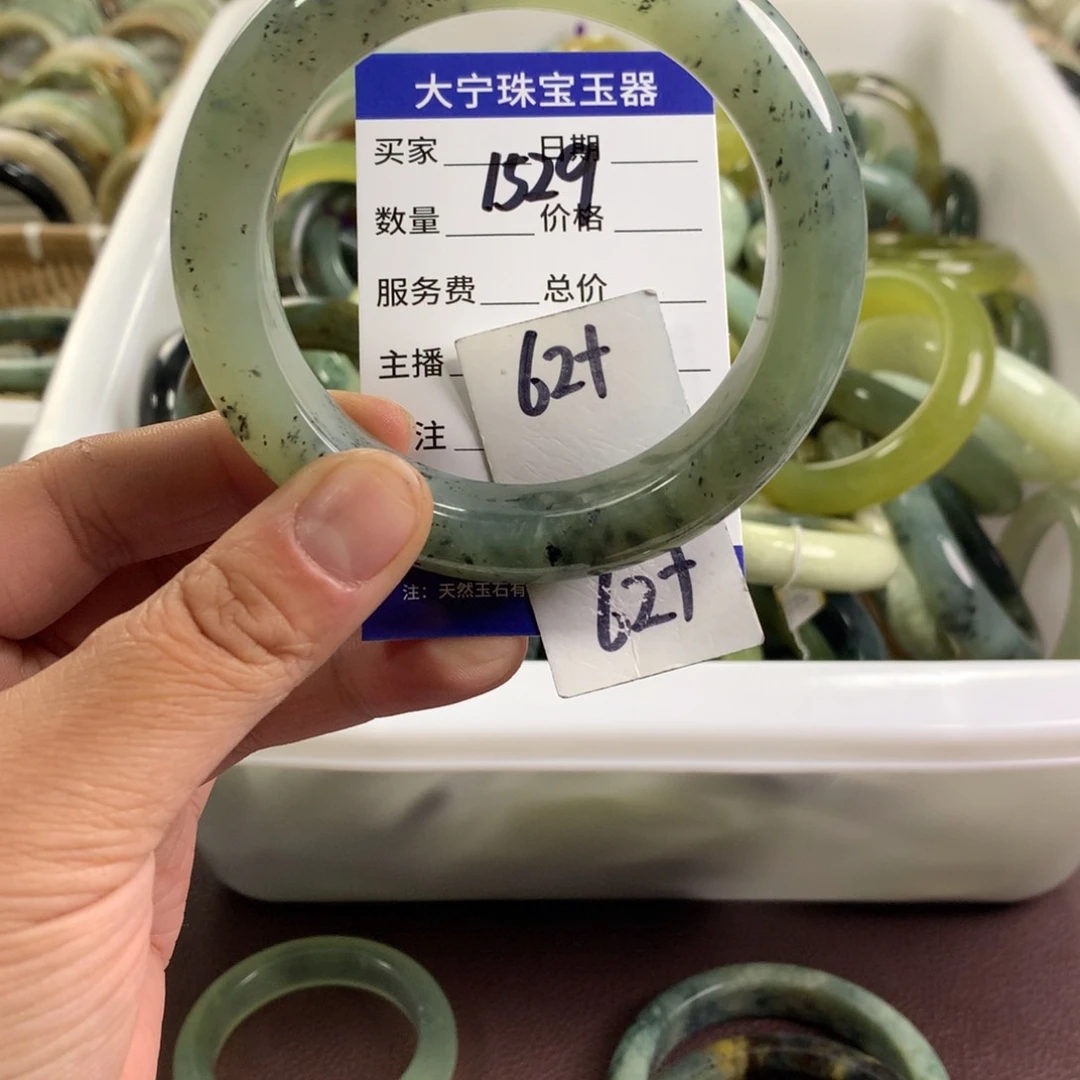 大宁珠宝玉器
买家 日期
1529
数量 价格
服务费 总价
主播
62+
注
注：天然玉石有
62+